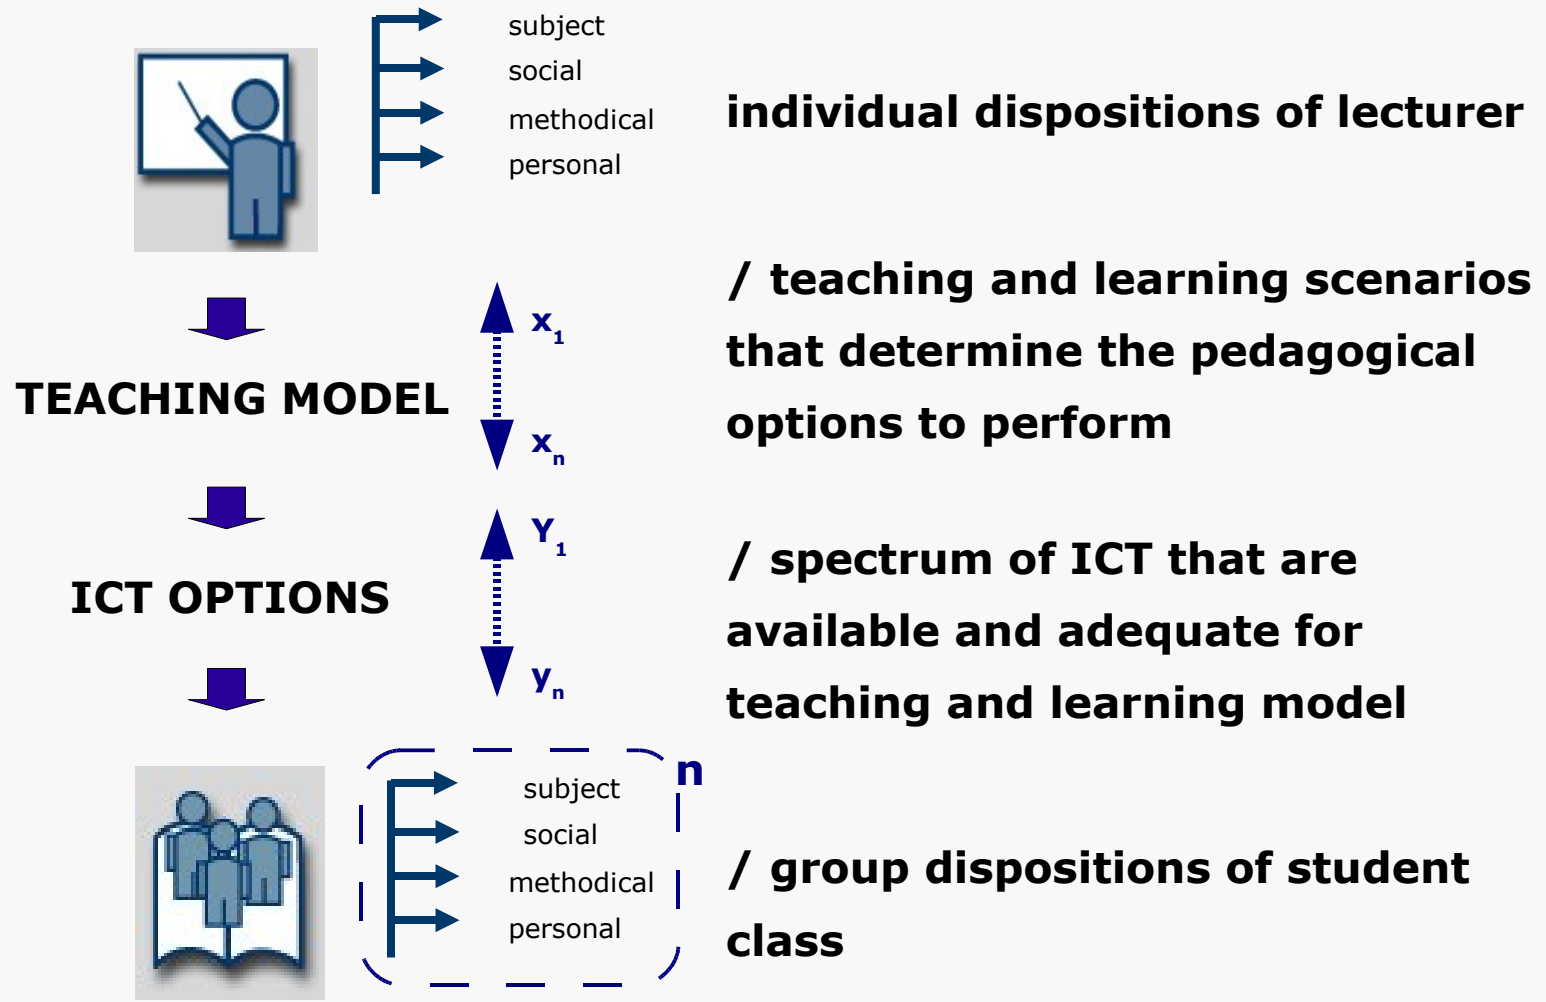 subject
social
methodical
personal
individual dispositions of lecturer
/ teaching and learning scenarios
that determine the pedagogical
options to perform
TEACHING MODEL
x1
xn
/ spectrum of ICT that are
available and adequate for
teaching and learning model
ICT OPTIONS
Y1
yn
n
subject
social
methodical
personal
/ group dispositions of student
class